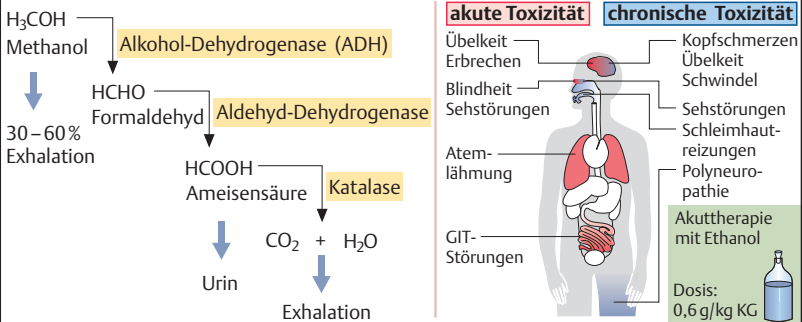 H₃COH
Methanol
Alkohol-Dehydrogenase (ADH)
30–60%
Exhalation
HCHO
Formaldehyd
Aldehyd-Dehydrogenase
HCOOH
Ameisensäure
Katalase
CO₂ + H₂O
Urin
Exhalation
akute Toxizität
chronische Toxizität
Übelkeit
Erbrechen
Blindheit
Sehstörungen
Atem-
lähmung
GIT-
Störungen
Kopfschmerzen
Übelkeit
Schwindel
Sehstörungen
Schleimhaut-
reizungen
Polyneuro-
pathie
Akuttherapie
mit Ethanol
Dosis:
0,6 g/kg KG